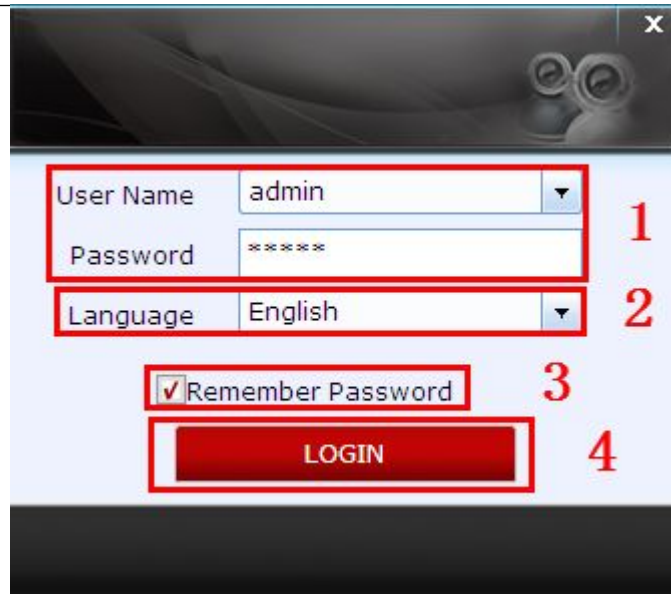 X
User Name admin
Password *****
1
Language English
2
Remember Password
3
LOGIN
4